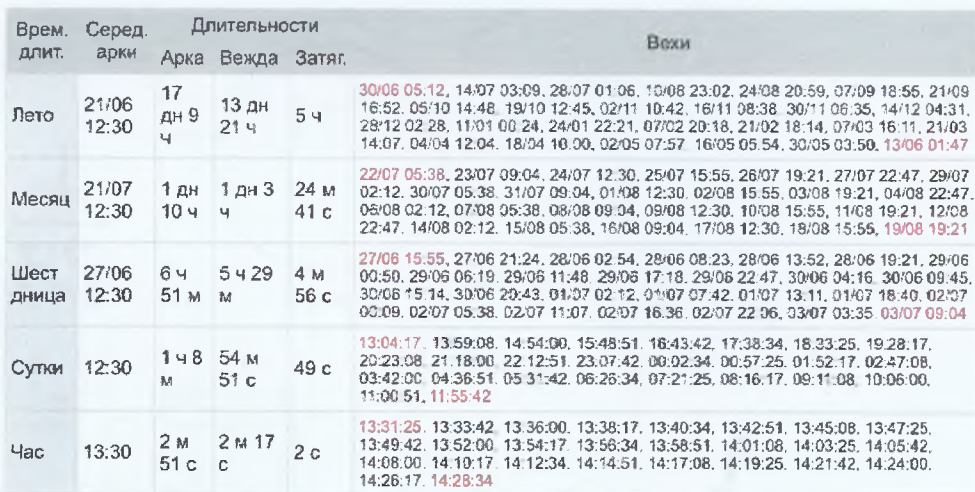 Врем. длит. Серед. арки Длительности Вехи
Арка Вежда Затяг.
Лето 21/06 12:30 17 дн 9 ч 13 дн 21 ч 5 ч
30/06 05:12, 14/07 03:09, 28/07 01:06, 10/08 23:02, 24/08 20:59, 07/09 18:55, 21/09
16:52, 05/10 14:48, 19/10 12:45, 02/11 10:42, 16/11 08:38, 30/11 06:35, 14/12 04:31,
28/12 02:28, 11/01 00:24, 24/01 22:21, 07/02 20:18, 21/02 18:14, 07/03 16:11, 21/03
14:07, 04/04 12:04, 18/04 10:00, 02/05 07:57, 16/05 05:54, 30/05 03:50, 13/06 01:47
Месяц 21/07 12:30 1 дн 10 ч 1 дн 3 ч 24 м 41 с
22/07 05:38, 23/07 09:04, 24/07 12:30, 25/07 15:55, 26/07 19:21, 27/07 22:47, 29/07
02:12, 30/07 05:38, 31/07 09:04, 01/08 12:30, 02/08 15:55, 03/08 19:21, 04/08 22:47,
06/08 02:12, 07/08 05:38, 08/08 09:04, 09/08 12:30, 10/08 15:55, 11/08 19:21, 12/08
22:47, 14/08 02:12, 15/08 05:38, 16/08 09:04, 17/08 12:30, 18/08 15:55, 19/08 19:21
Шест дница 27/06 12:30 6 ч 51 м 5 ч 29 м 4 м 56 с
27/06 15:55, 27/06 21:24, 28/06 02:54, 28/06 08:23, 28/06 13:52, 28/06 19:21, 29/06
00:50, 29/06 06:19, 29/06 11:48, 29/06 17:18, 29/06 22:47, 30/06 04:16, 30/06 09:45,
30/06 15:14, 30/06 20:43, 01/07 02:12, 01/07 07:42, 01/07 13:11, 01/07 18:40, 02/07
00:09, 02/07 05:38, 02/07 11:07, 02/07 16:36, 02/07 22:06, 03/07 03:35, 03/07 09:04
Сутки 12:30 1 ч 8 м 54 м 51 с 49 с
13:04:17, 13:59:08, 14:54:00, 15:48:51, 16:43:42, 17:38:34, 18:33:25, 19:28:17,
20:23:08, 21:18:00, 22:12:51, 23:07:42, 00:02:34, 00:57:25, 01:52:17, 02:47:08,
03:42:00, 04:36:51, 05:31:42, 06:26:34, 07:21:25, 08:16:17, 09:11:08, 10:06:00,
11:00:51, 11:55:42
Час 13:30 2 м 51 с 2 м 17 с 2 с
13:31:25, 13:33:42, 13:36:00, 13:38:17, 13:40:34, 13:42:51, 13:45:08, 13:47:25,
13:49:42, 13:52:00, 13:54:17, 13:56:34, 13:58:51, 14:01:08, 14:03:25, 14:05:42,
14:08:00, 14:10:17, 14:12:34, 14:14:51, 14:17:08, 14:19:25, 14:21:42, 14:24:00,
14:26:17, 14:28:34